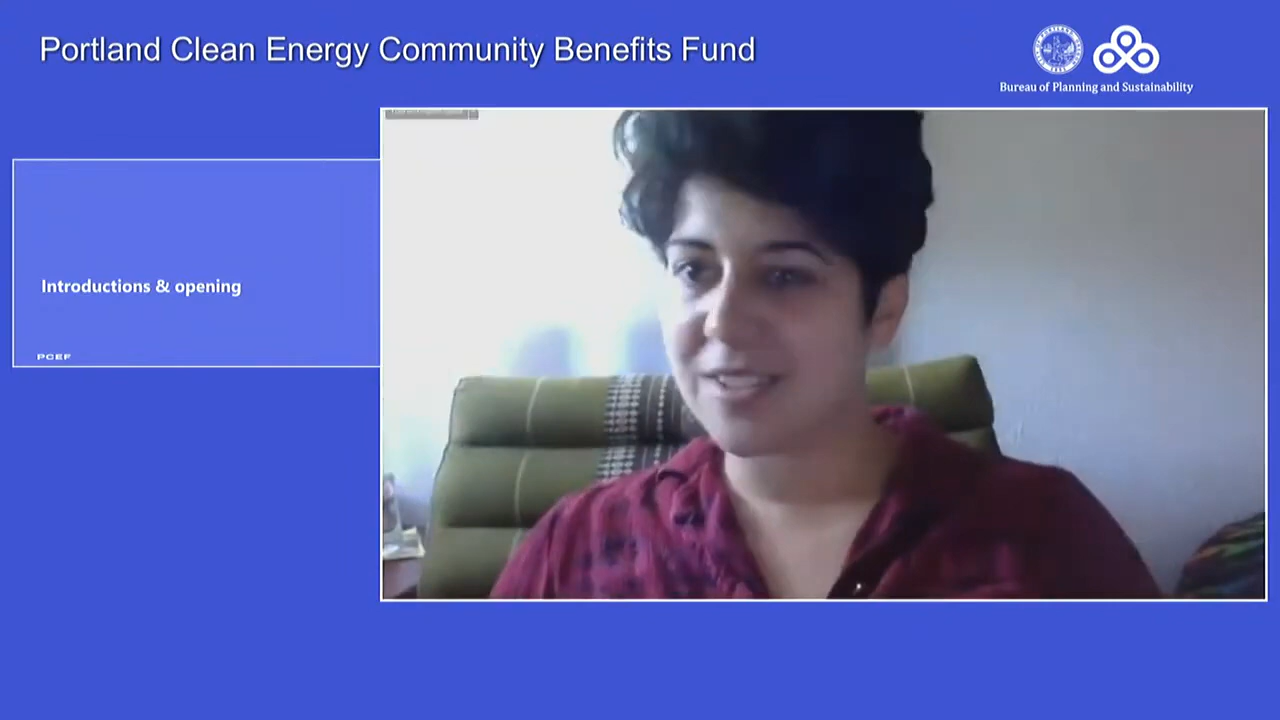 Portland Clean Energy Community Benefits Fund
Bureau of Planning and Sustainability
Introductions & opening
PCEF